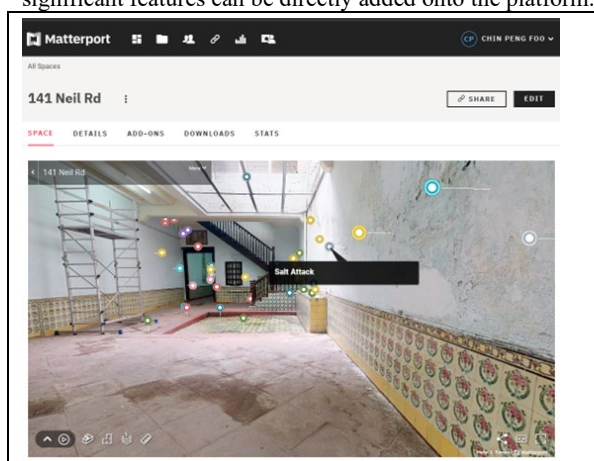 significant features can be directly added onto the platform.
Matterport
CP CHIN PENG FOO
All Spaces
141 Neil Rd
SHARE EDIT
SPACE DETAILS ADD-ONS DOWNLOADS STATS
141 Neil Rd
Salt Attack